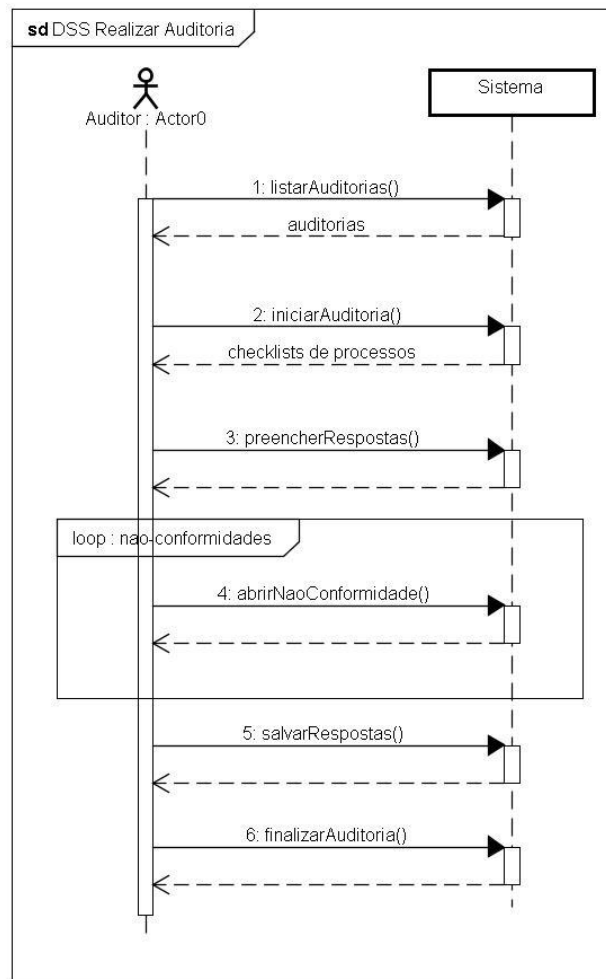 sd DSS Realizar Auditoria
Sistema
Auditor : Actor0
1: listarAuditorias()
auditorias
2: iniciarAuditoria()
checklists de processos
3: preencherRespostas()
loop : nao-conformidades
4: abrirNaoConformidade()
5: salvarRespostas()
6: finalizarAuditoria()